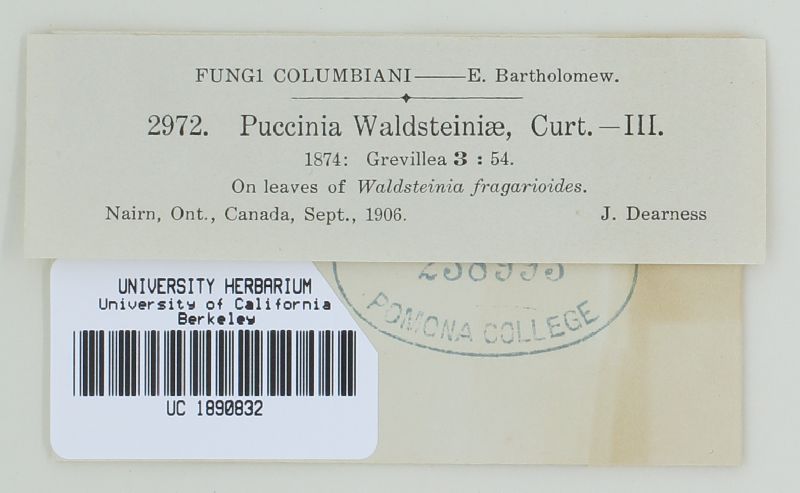 FUNGI COLUMBIANI——E. Bartholomew.
2972. Puccinia Waldsteiniæ, Curt.—III.
1874: Grevillea 3 : 54.
On leaves of Waldsteinia fragarioides.
Nairn, Ont., Canada, Sept., 1906. J. Dearness
POMONA COLLEGE
UNIVERSITY HERBARIUM
University of California
Berkeley
UC 1890832